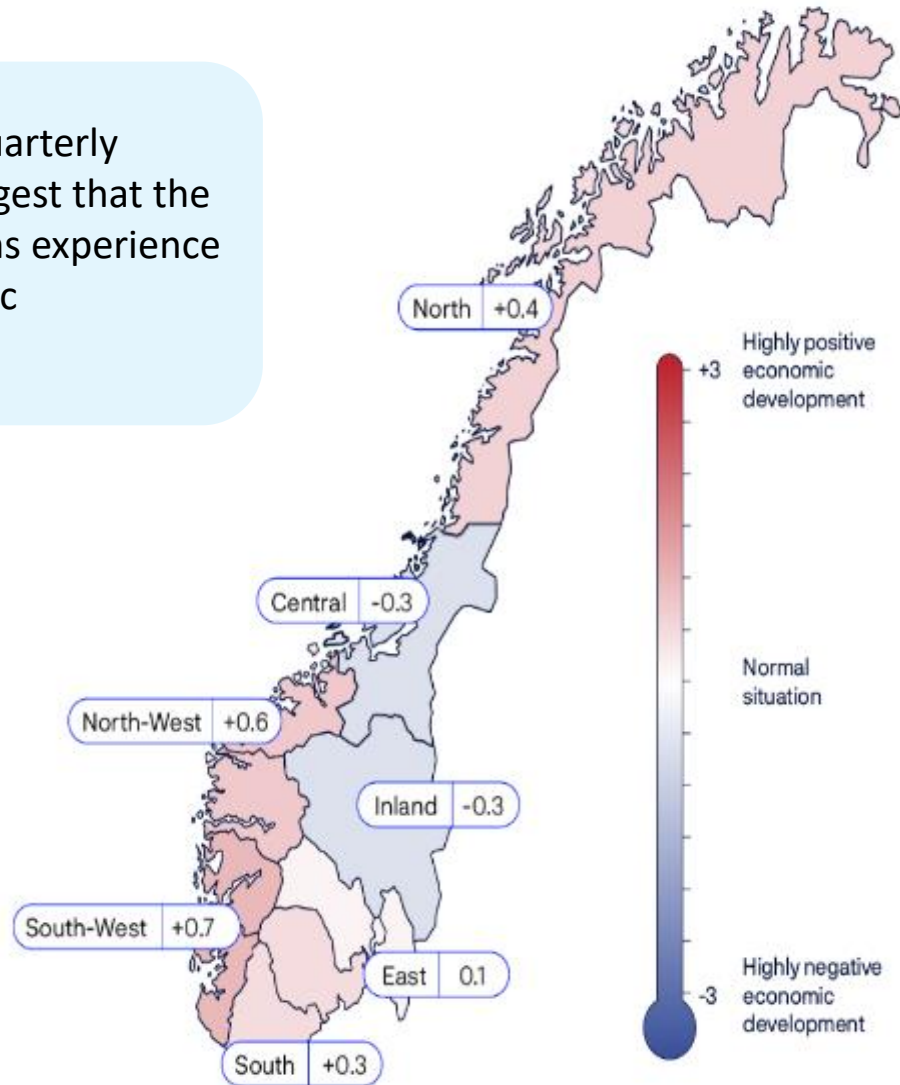 gest that the
experience
North +0.4
+3
Highly positive
economic
development
Central -0.3
Normal
situation
North-West +0.6
Inland -0.3
South-West +0.7
East 0.1
-3
Highly negative
economic
development
South +0.3